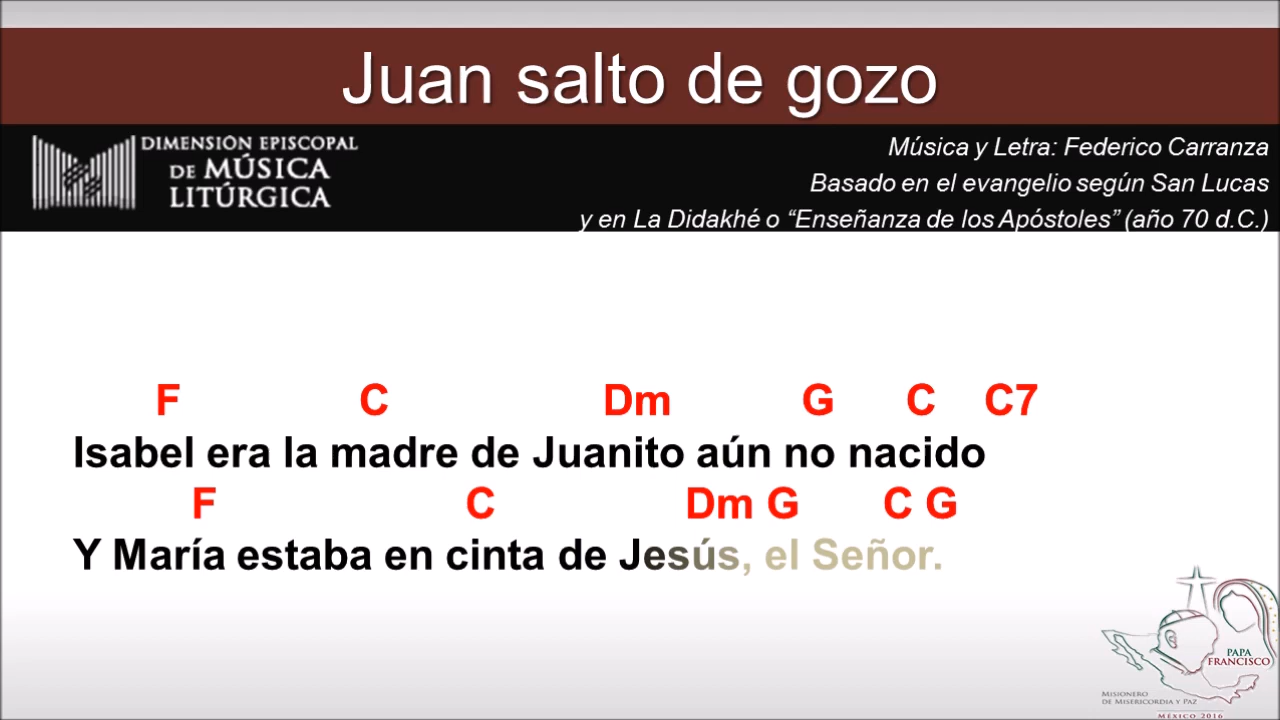 Juan salto de gozo
DIMENSIÓN EPISCOPAL
DE MÚSICA
LITÚRGICA
Música y Letra: Federico Carranza
Basado en el evangelio según San Lucas
y en La Didakhé o “Enseñanza de los Apóstoles” (año 70 d.C.)
F C Dm G C C7
Isabel era la madre de Juanito aún no nacido
F C Dm G C G
Y María estaba en cinta de Jesús, el Señor.
PAPA
FRANCISCO
MISIONERO
DE MISERICORDIA Y PAZ
MÉXICO 2016